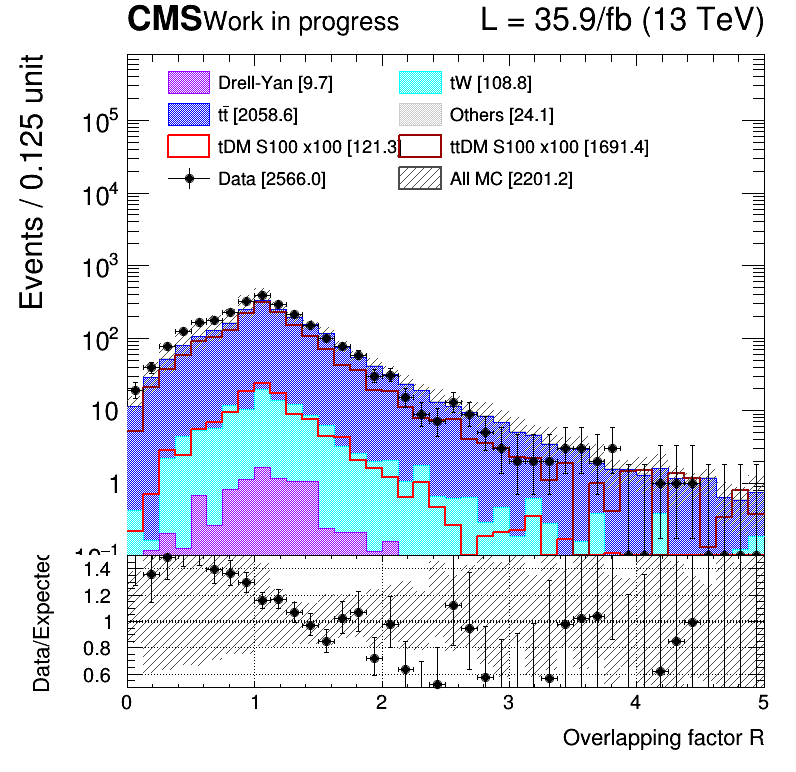 CMS Work in progress L = 35.9/fb (13 TeV)
Drell-Yan [9.7] tW [108.8]
tt̄ [2058.6] Others [24.1]
tDM S100 x100 [121.3] ttDM S100 x100 [1691.4]
Data [2566.0] All MC [2201.2]
Events / 0.125 unit
10⁵
10⁴
10³
10²
10
1
10⁻¹
Data/Expected
1.4
1.2
1
0.8
0.6
0 1 2 3 4 5
Overlapping factor R